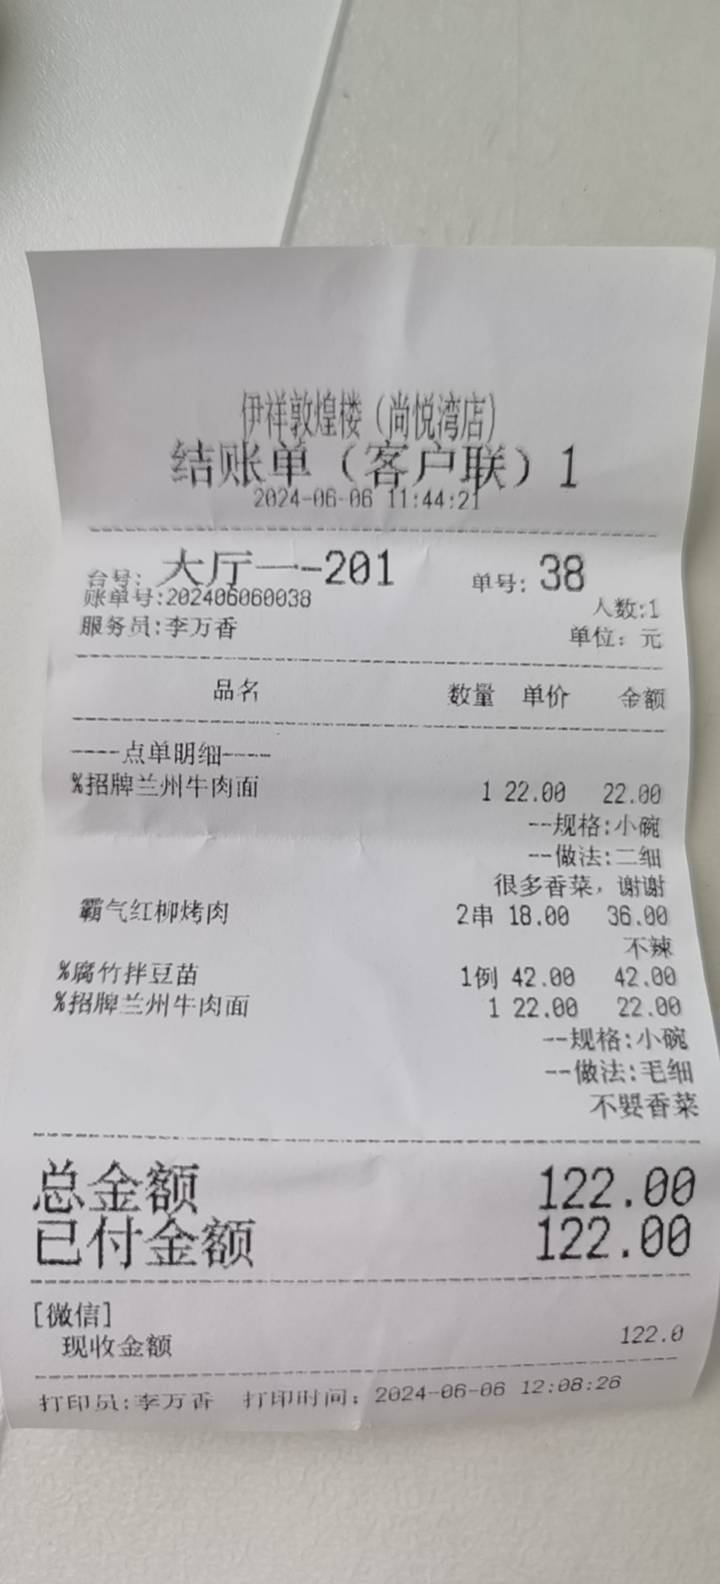 伊祥敦煌楼（尚悦湾店）
结账单（客户联）1
2024-06-06 11:44:21
台号: 大厅一-201 单号: 38
账单号:202406060038 人数:1
服务员:李万香 单位: 元
品名 数量 单价 金额
----点单明细----
%招牌兰州牛肉面 1 22.00 22.00
--规格:小碗
--做法:二细
很多香菜，谢谢
霸气红柳烤肉 2串 18.00 36.00
不辣
%腐竹拌豆苗 1例 42.00 42.00
%招牌兰州牛肉面 1 22.00 22.00
--规格:小碗
--做法:毛细
不要香菜
总金额 122.00
已付金额 122.00
[微信]
现收金额 122.0
打印员:李万香 打印时间: 2024-06-06 12:08:26